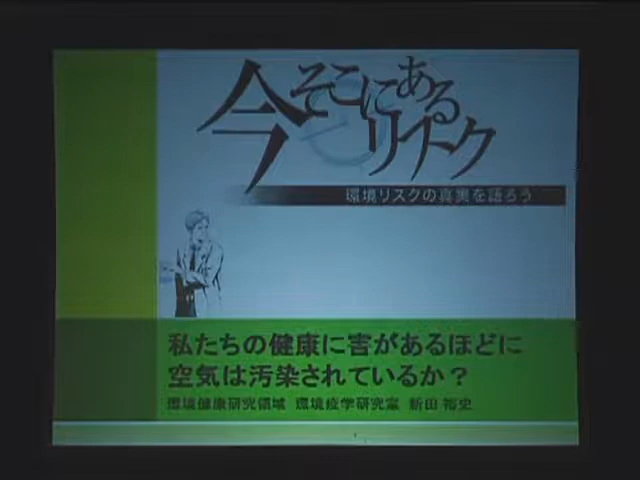 今そこにある
リスク
環境リスクの真実を語ろう
私たちの健康に害があるほどに
空気は汚染されているか？
環境健康研究領域 環境疫学研究室 新田 裕史